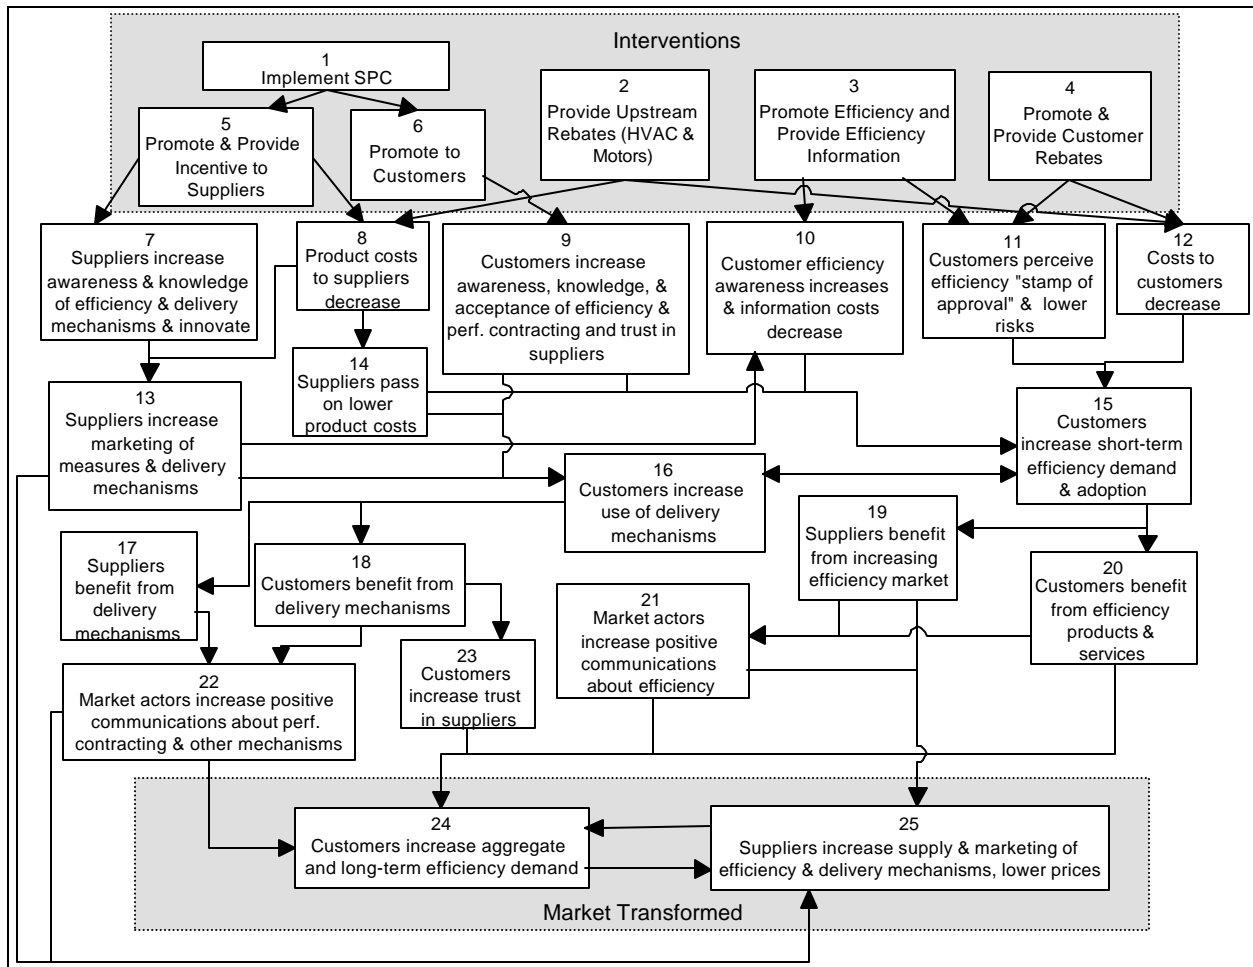 Interventions
1
Implement SPC
2
Provide Upstream
Rebates (HVAC &
Motors)
3
Promote Efficiency and
Provide Efficiency
Information
4
Promote &
Provide Customer
Rebates
5
Promote & Provide
Incentive to
Suppliers
6
Promote to
Customers
7
Suppliers increase
awareness & knowledge
of efficiency & delivery
mechanisms & innovate
8
Product costs
to suppliers
decrease
9
Customers increase
awareness, knowledge, &
acceptance of efficiency &
perf. contracting and trust in
suppliers
10
Customer efficiency
awareness increases
& information costs
decrease
11
Customers perceive
efficiency "stamp of
approval" & lower
risks
12
Costs to
customers
decrease
13
Suppliers increase
marketing of
measures & delivery
mechanisms
14
Suppliers pass
on lower
product costs
15
Customers
increase short-term
efficiency demand
& adoption
16
Customers increase
use of delivery
mechanisms
17
Suppliers
benefit from
delivery
mechanisms
18
Customers benefit from
delivery mechanisms
19
Suppliers benefit
from increasing
efficiency market
20
Customers benefit
from efficiency
products &
services
21
Market actors
increase positive
communications
about efficiency
22
Market actors increase positive
communications about perf.
contracting & other mechanisms
23
Customers
increase trust
in suppliers
24
Customers increase aggregate
and long-term efficiency demand
25
Suppliers increase supply & marketing of
efficiency & delivery mechanisms, lower prices
Market Transformed